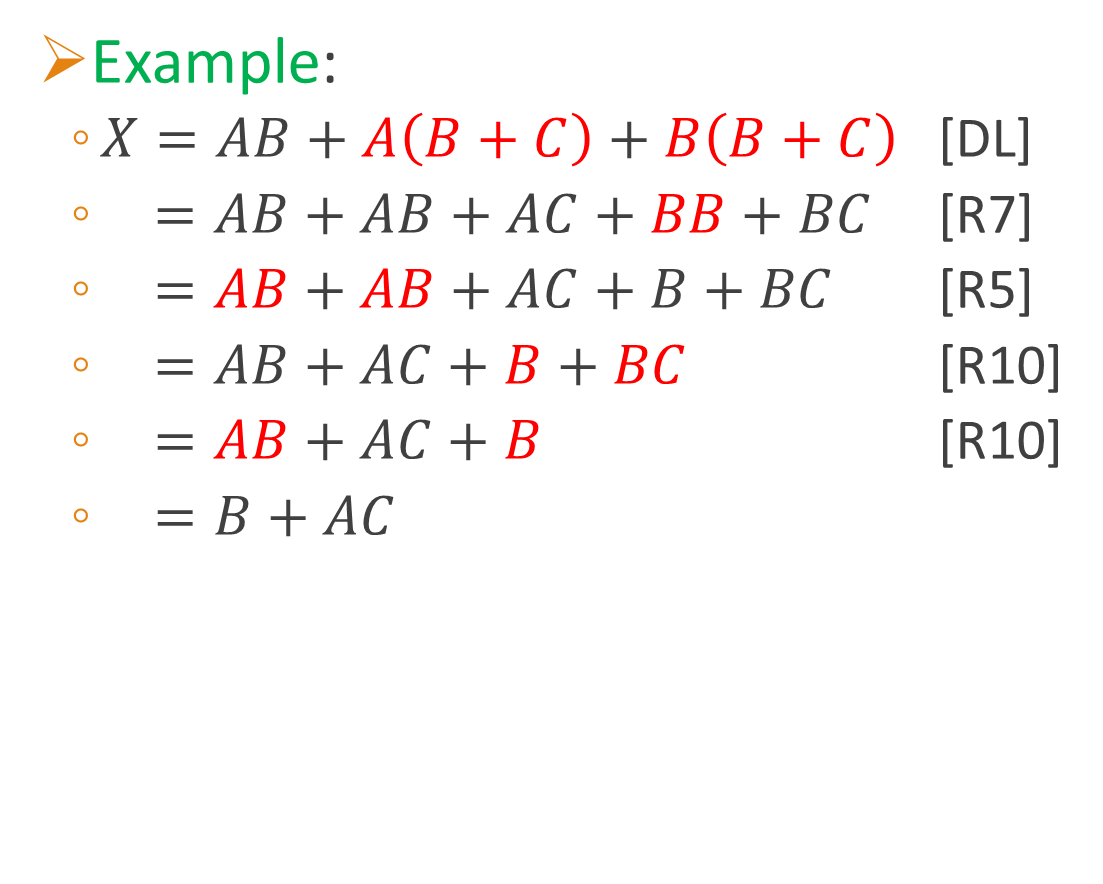 ➢Example:
◦ X = AB + A(B + C) + B(B + C) [DL]
◦ = AB + AB + AC + BB + BC [R7]
◦ = AB + AB + AC + B + BC [R5]
◦ = AB + AC + B + BC [R10]
◦ = AB + AC + B [R10]
◦ = B + AC